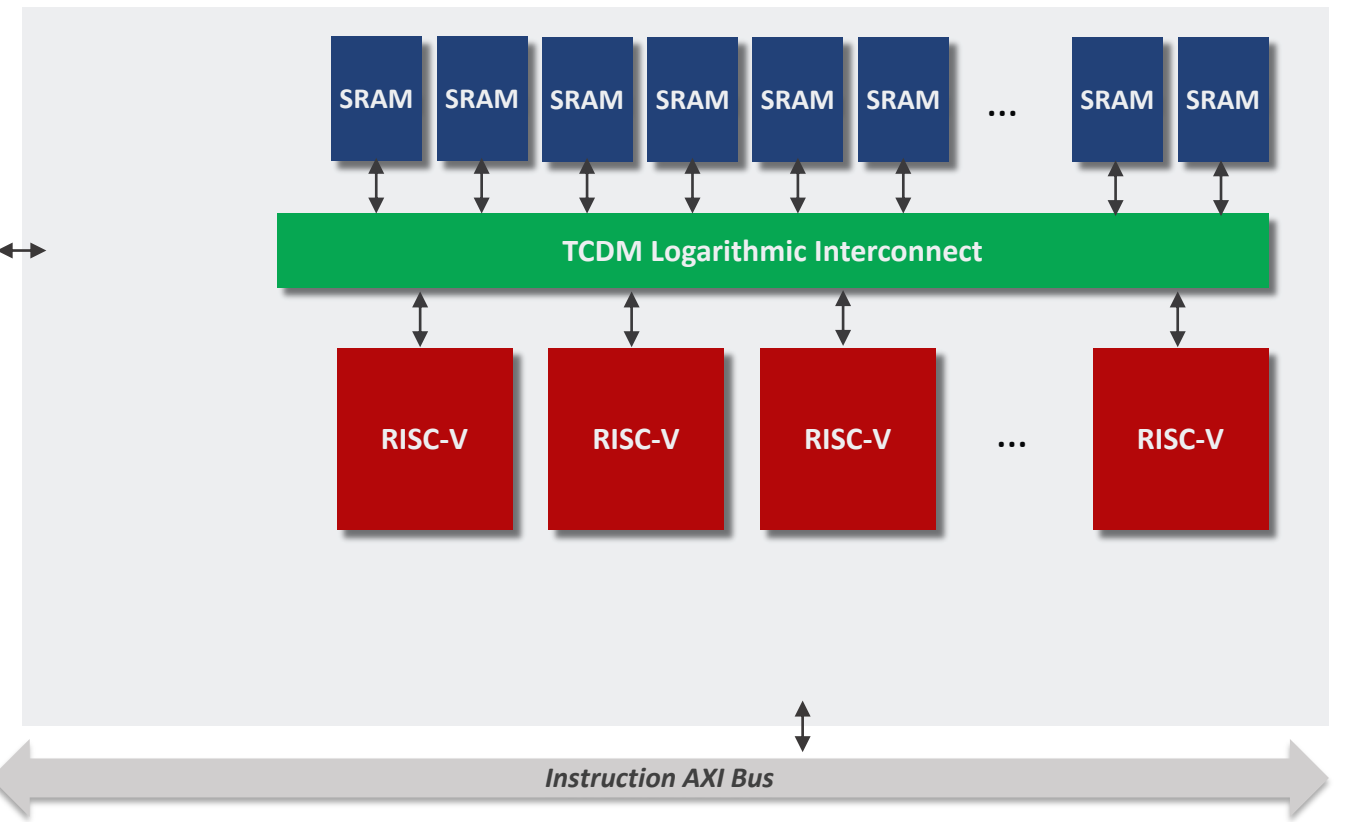 SRAM SRAM SRAM SRAM SRAM SRAM ... SRAM SRAM
TCDM Logarithmic Interconnect
RISC-V RISC-V RISC-V ... RISC-V
Instruction AXI Bus